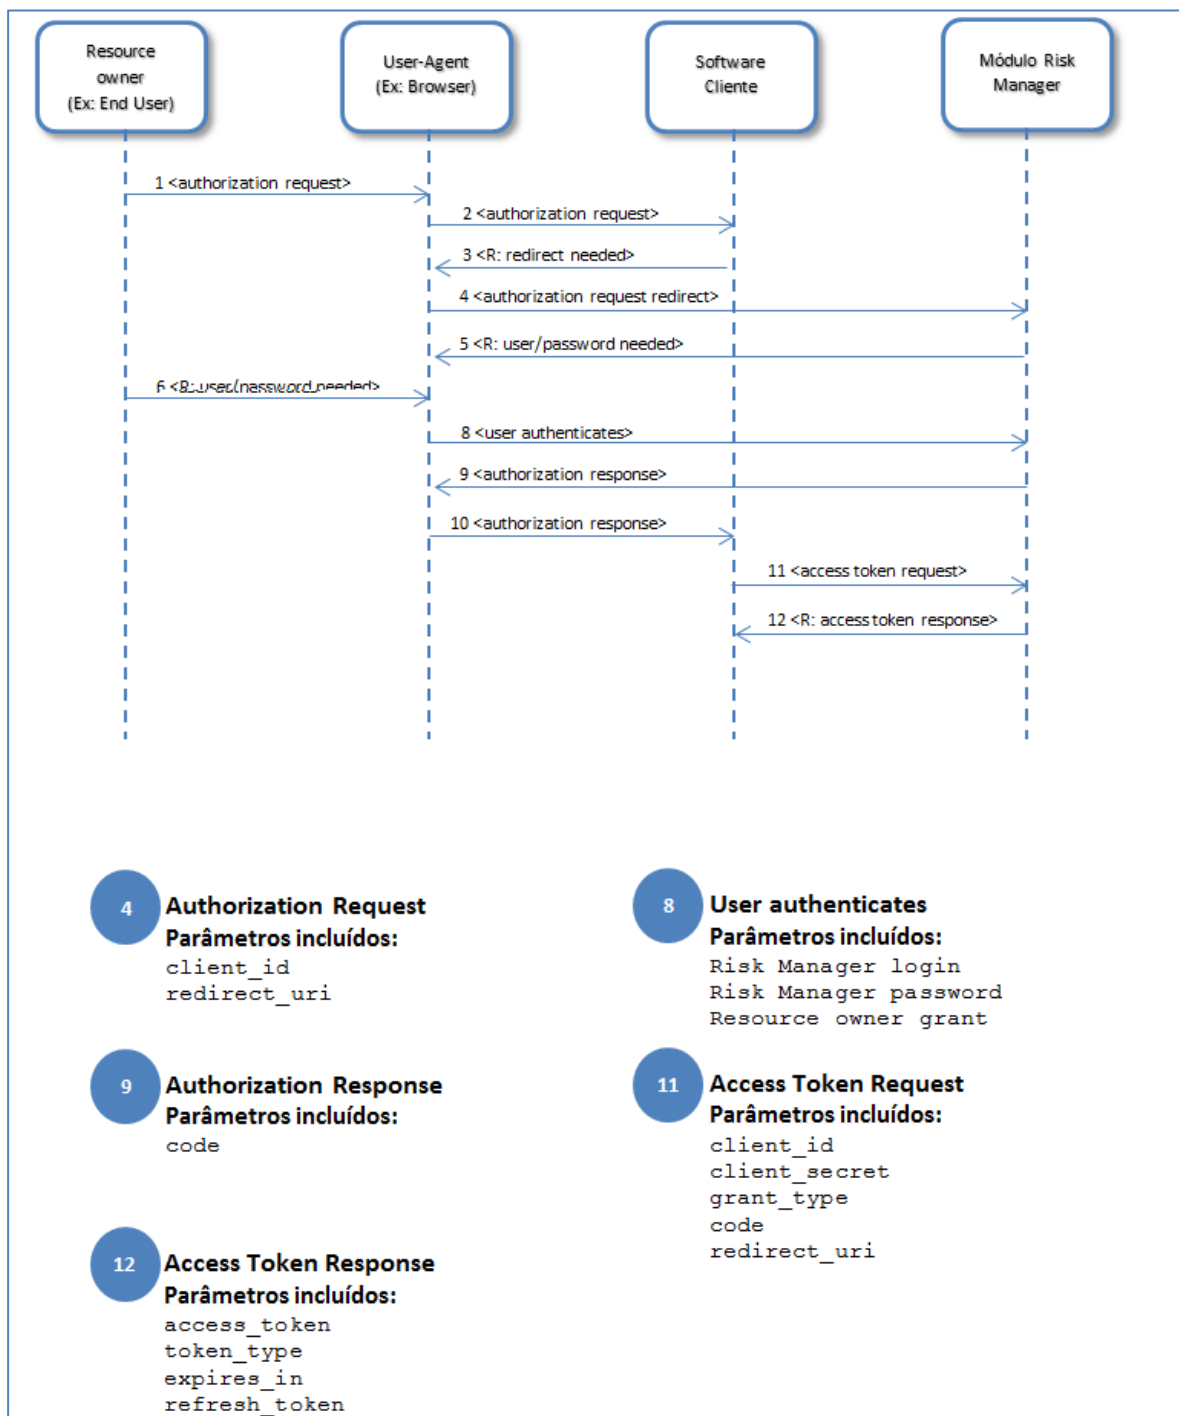 Resource
owner
(Ex: End User)
User-Agent
(Ex: Browser)
Software
Cliente
Módulo Risk
Manager
1 <authorization request>
2 <authorization request>
3 <R: redirect needed>
4 <authorization request redirect>
5 <R: user/password needed>
6 <R: user/password needed>
8 <user authenticates>
9 <authorization response>
10 <authorization response>
11 <access token request>
12 <R: access token response>
4
Authorization Request
Parâmetros incluídos:
client_id
redirect_uri
8
User authenticates
Parâmetros incluídos:
Risk Manager login
Risk Manager password
Resource owner grant
9
Authorization Response
Parâmetros incluídos:
code
11
Access Token Request
Parâmetros incluídos:
client_id
client_secret
grant_type
code
redirect_uri
12
Access Token Response
Parâmetros incluídos:
access_token
token_type
expires_in
refresh_token